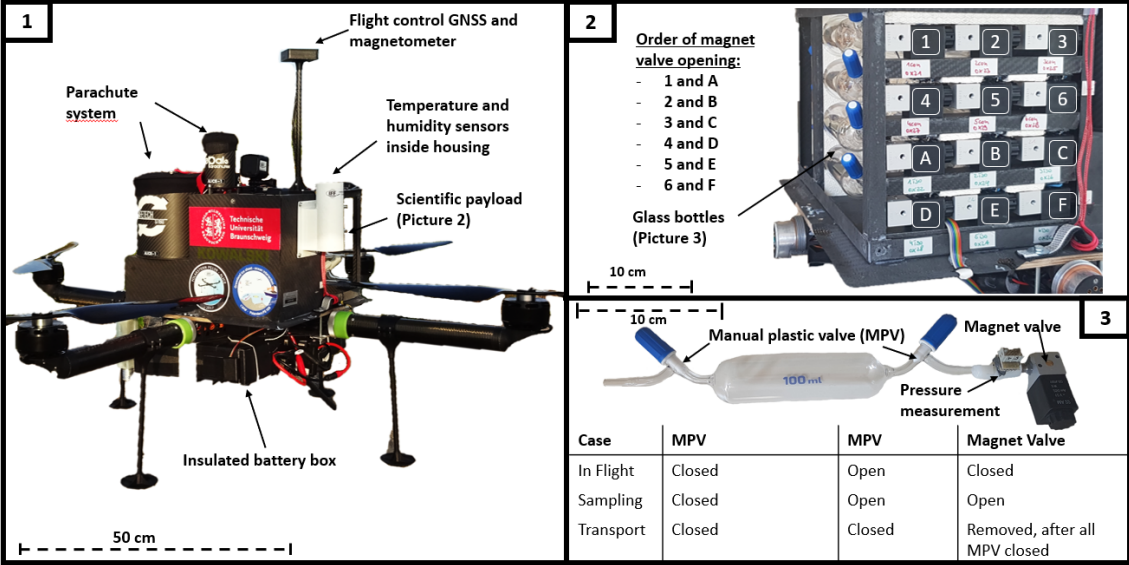 1
Flight control GNSS and
magnetometer
Parachute
system
Temperature and
humidity sensors
inside housing
Scientific payload
(Picture 2)
Technische
Universität
Braunschweig
KOWALSKI
Insulated battery box
50 cm
2
Order of magnet
valve opening:
- 1 and A
- 2 and B
- 3 and C
- 4 and D
- 5 and E
- 6 and F
Glass bottles
(Picture 3)
10 cm
1 2 3
4 5 6
A B C
D E F
3
10 cm
Manual plastic valve (MPV)
Magnet valve
100 ml
Pressure
measurement
Case MPV MPV Magnet Valve
In Flight Closed Open Closed
Sampling Closed Open Open
Transport Closed Closed Removed, after all
MPV closed